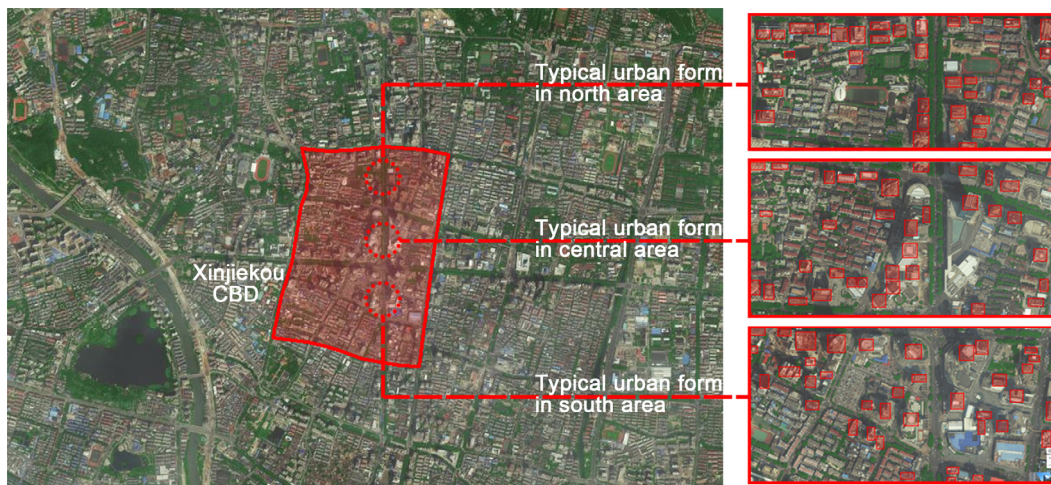 Typical urban form
in north area
Typical urban form
in central area
Xinjiekou
CBD
Typical urban form
in south area